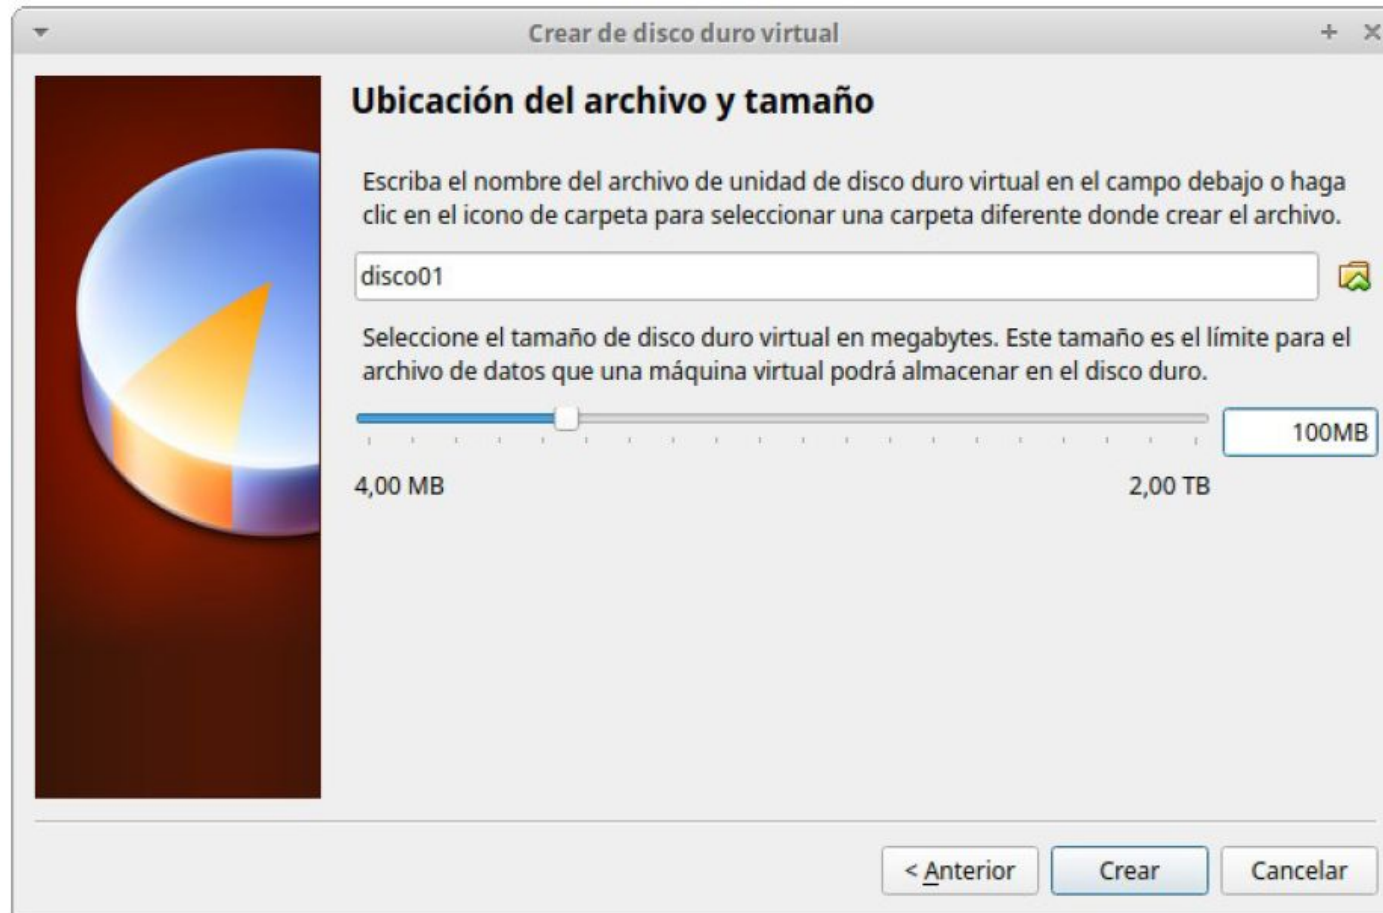 Crear de disco duro virtual
Ubicación del archivo y tamaño
Escriba el nombre del archivo de unidad de disco duro virtual en el campo debajo o haga
clic en el icono de carpeta para seleccionar una carpeta diferente donde crear el archivo.
disco01
Seleccione el tamaño de disco duro virtual en megabytes. Este tamaño es el límite para el
archivo de datos que una máquina virtual podrá almacenar en el disco duro.
100MB
4,00 MB 2,00 TB
< Anterior Crear Cancelar